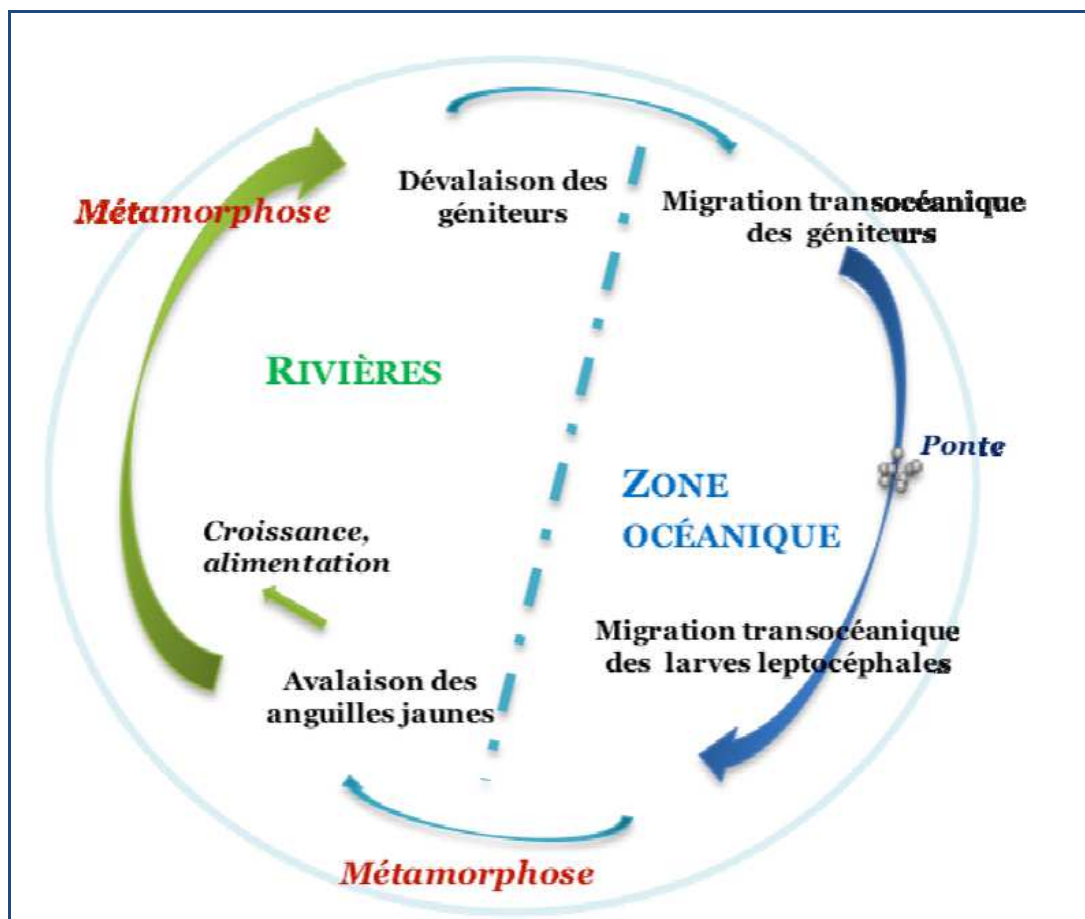 Dévalaison des
géniteurs
Migration transocéanique
des géniteurs
Métamorphose
RIVIÈRES
Ponte
ZONE
OCÉANIQUE
Croissance,
alimentation
Migration transocéanique
des larves leptocéphales
Avalaison des
anguilles jaunes
Métamorphose